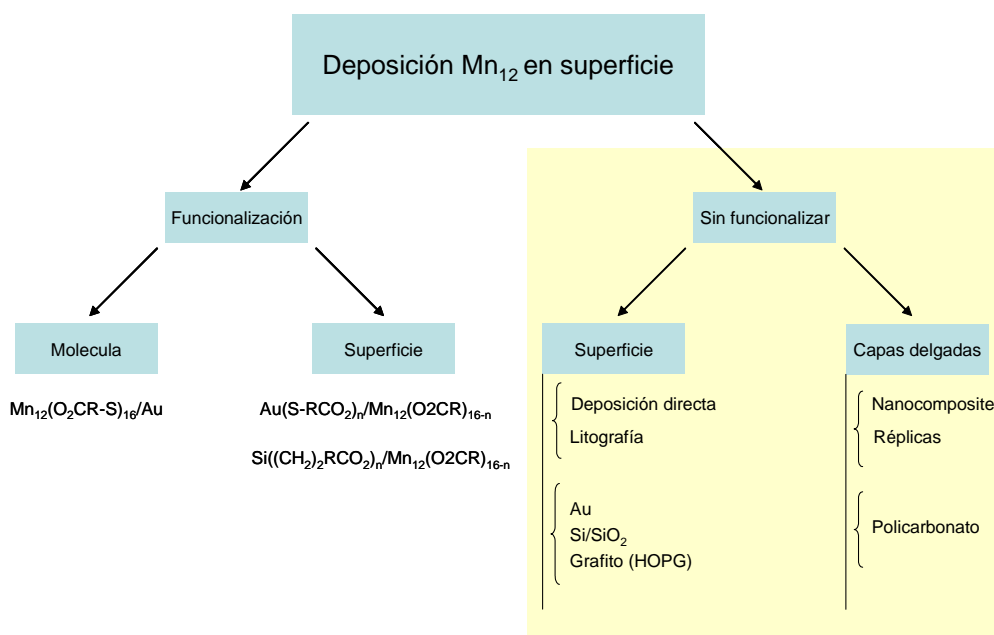 Deposición Mn₁₂ en superficie
Funcionalización
Sin funcionalizar
Molecula
Superficie
Superficie
Capas delgadas
Mn₁₂(O₂CR-S)₁₆/Au
Au(S-RCO₂)ₙ/Mn₁₂(O2CR)₁₆₋ₙ
Si((CH₂)₂RCO₂)ₙ/Mn₁₂(O2CR)₁₆₋ₙ
Deposición directa
Litografía
Au
Si/SiO₂
Grafito (HOPG)
Nanocomposite
Réplicas
Policarbonato